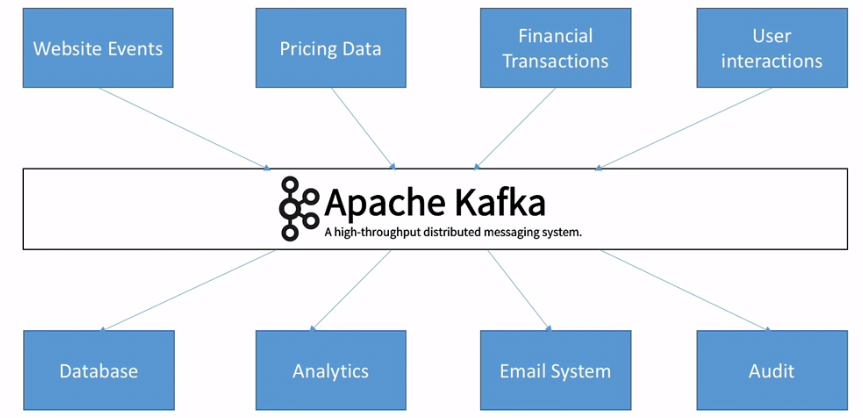 Website Events
Pricing Data
Financial
Transactions
User
interactions
Apache Kafka
A high-throughput distributed messaging system.
Database
Analytics
Email System
Audit